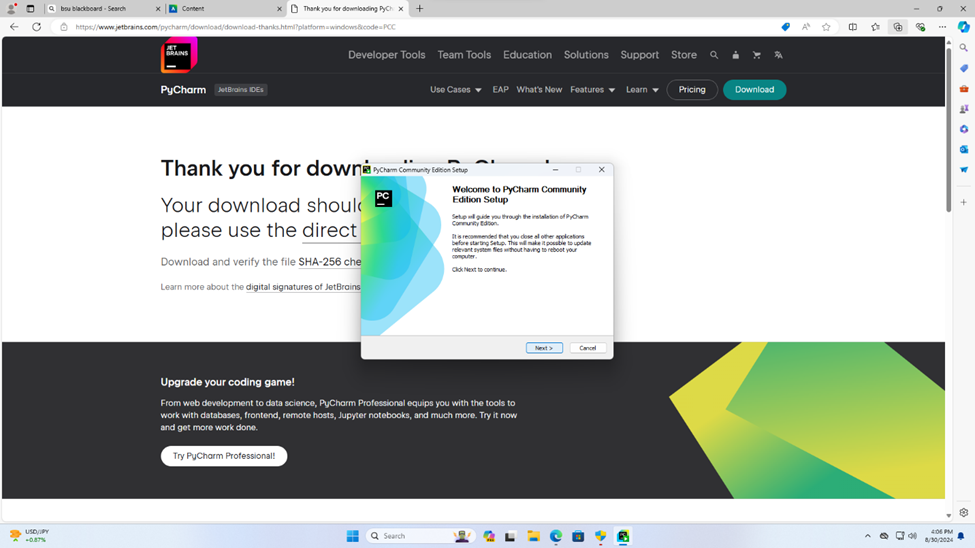 bou blackboard - Search
Content
Thank you for downloading PyCh
https://www.jetbrains.com/pycharm/download/download-thanks.html?platform=windows&code=PCC
JET
BRAINS
Developer Tools Team Tools Education Solutions Support Store
PyCharm JetBrains IDEs
Use Cases EAP What's New Features Learn Pricing Download
Thank you for
Your download shou
please use the direct
Download and verify the file SHA-256 che
Learn more about the digital signatures of JetBrains
PyCharm Community Edition Setup
PC
Welcome to PyCharm Community
Edition Setup
Setup will guide you through the installation of PyCharm
Community Edition.
It is recommended that you close all other applications
before starting Setup. This will make it possible to update
relevant system files without having to reboot your
computer.
Click Next to continue.
Next > Cancel
Upgrade your coding game!
From web development to data science, PyCharm Professional equips you with the tools to
work with databases, frontend, remote hosts, Jupyter notebooks, and much more. Try it now
and get more work done.
Try PyCharm Professional!
USD/JPY
+0.87%
Search
4:06 PM
8/30/2024